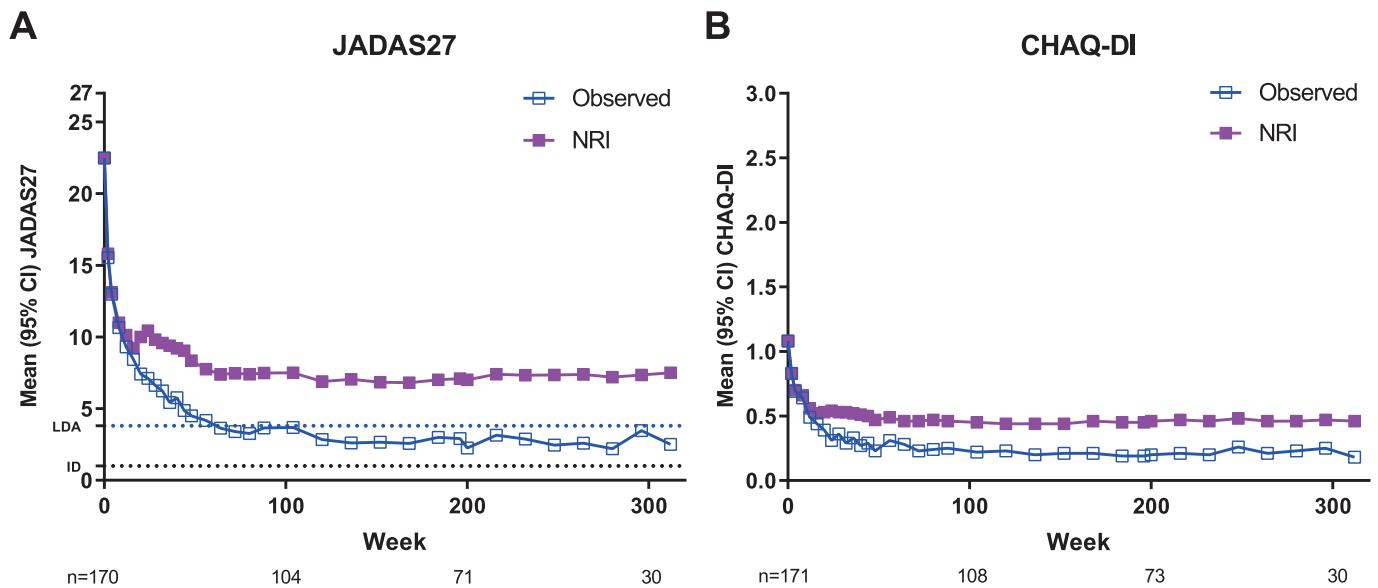 A
JADAS27
Mean (95% CI) JADAS27
27
25
20
15
10
5
LDA
ID
0
Observed
NRI
0 100 200 300
Week
n=170 104 71 30
B
CHAQ-DI
Mean (95% CI) CHAQ-DI
3.0
2.5
2.0
1.5
1.0
0.5
0.0
Observed
NRI
0 100 200 300
Week
n=171 108 73 30